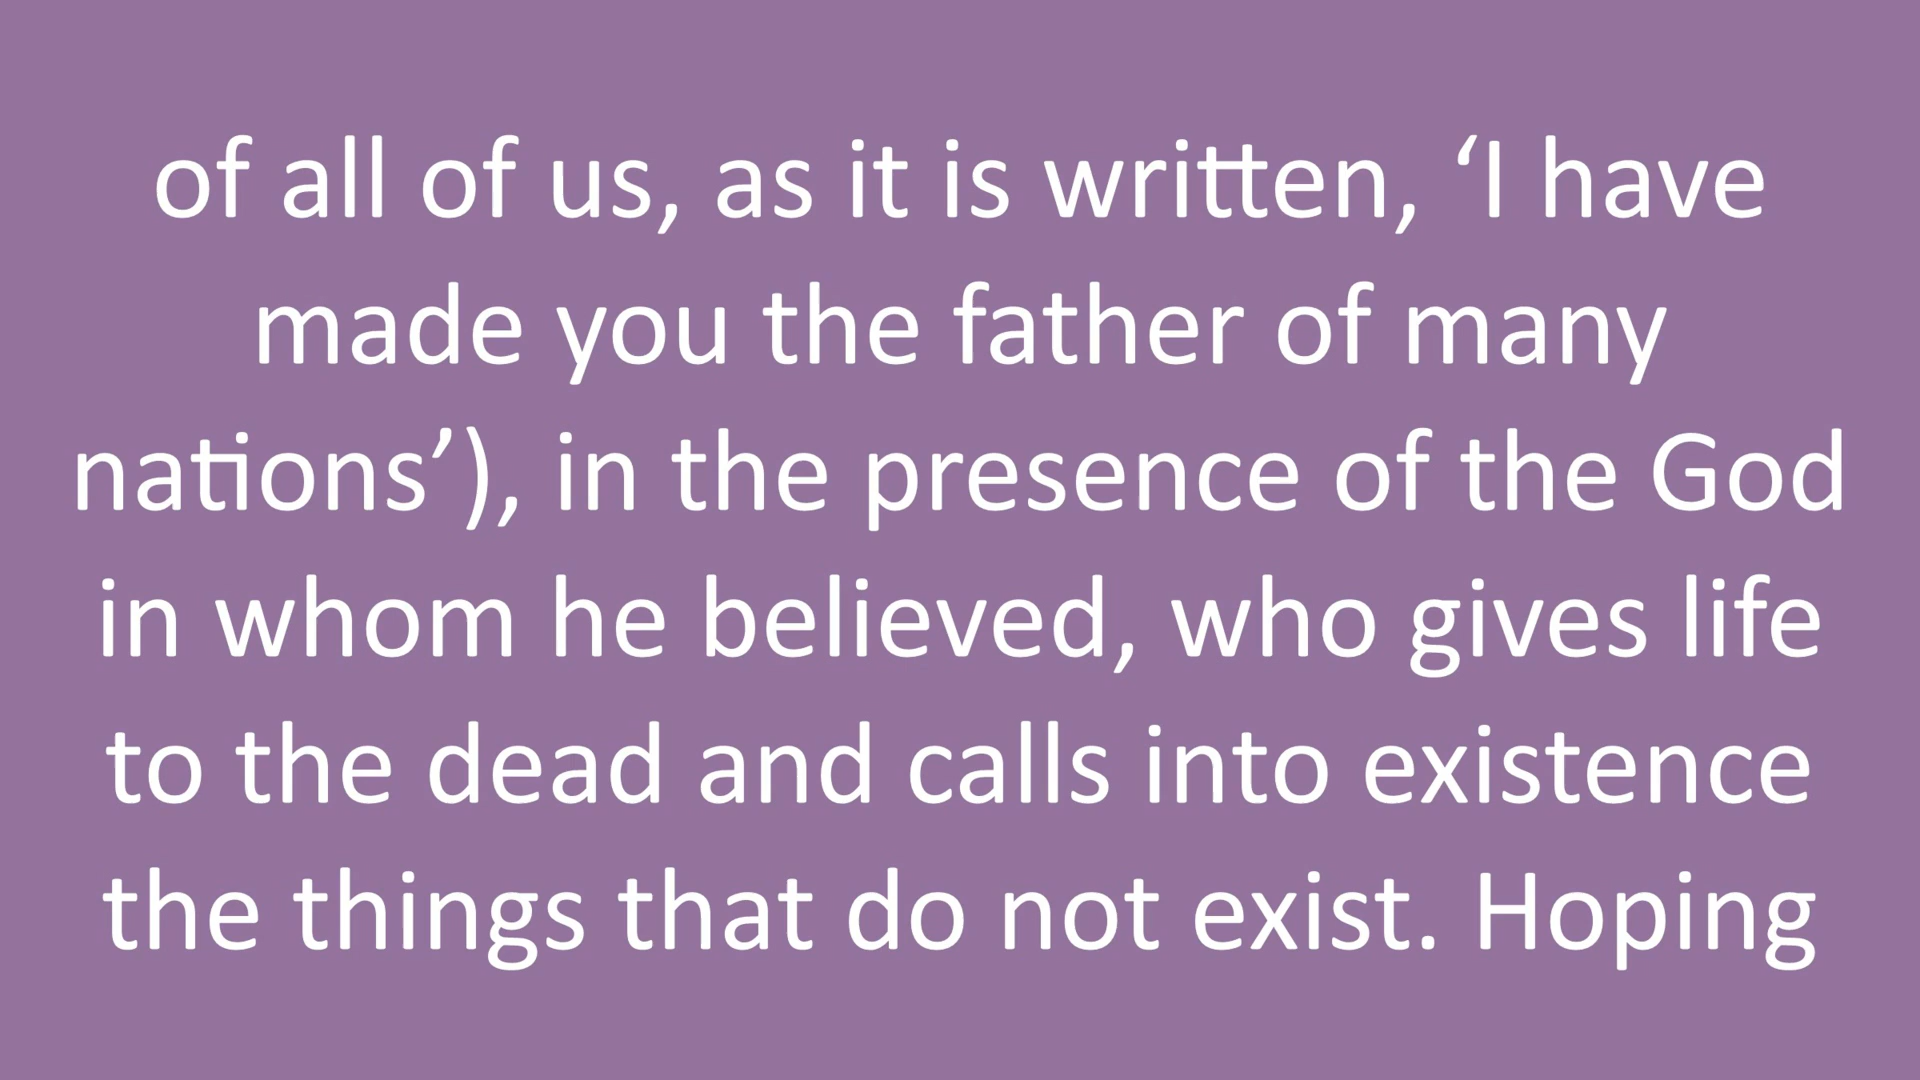 of all of us, as it is written, ‘I have
made you the father of many
nations’), in the presence of the God
in whom he believed, who gives life
to the dead and calls into existence
the things that do not exist. Hoping